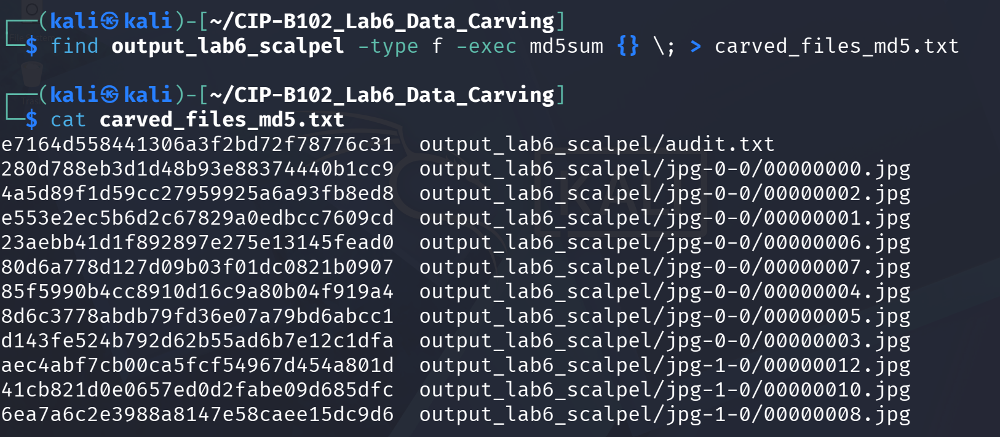 ┌──(kali㉿kali)-[~/CIP-B102_Lab6_Data_Carving]
└─$ find output_lab6_scalpel -type f -exec md5sum {} \; > carved_files_md5.txt
┌──(kali㉿kali)-[~/CIP-B102_Lab6_Data_Carving]
└─$ cat carved_files_md5.txt
e7164d558441306a3f2bd72f78776c31  output_lab6_scalpel/audit.txt
280d788eb3d1d48b93e88374440b1cc9  output_lab6_scalpel/jpg-0-0/00000000.jpg
4a5d89f1d59cc27959925a6a93fb8ed8  output_lab6_scalpel/jpg-0-0/00000002.jpg
e553e2ec5b6d2c67829a0edbcc7609cd  output_lab6_scalpel/jpg-0-0/00000001.jpg
23aebb41d1f892897e275e13145fead0  output_lab6_scalpel/jpg-0-0/00000006.jpg
80d6a778d127d09b03f01dc0821b0907  output_lab6_scalpel/jpg-0-0/00000007.jpg
85f5990b4cc8910d16c9a80b04f919a4  output_lab6_scalpel/jpg-0-0/00000004.jpg
8d6c3778abdb79fd36e07a79bd6abcc1  output_lab6_scalpel/jpg-0-0/00000005.jpg
d143fe524b792d62b55ad6b7e12c1dfa  output_lab6_scalpel/jpg-0-0/00000003.jpg
aec4abf7cb00ca5fcf54967d454a801d  output_lab6_scalpel/jpg-1-0/00000012.jpg
41cb821d0e0657ed0d2fabe09d685dfc  output_lab6_scalpel/jpg-1-0/00000010.jpg
6ea7a6c2e3988a8147e58caee15dc9d6  output_lab6_scalpel/jpg-1-0/00000008.jpg